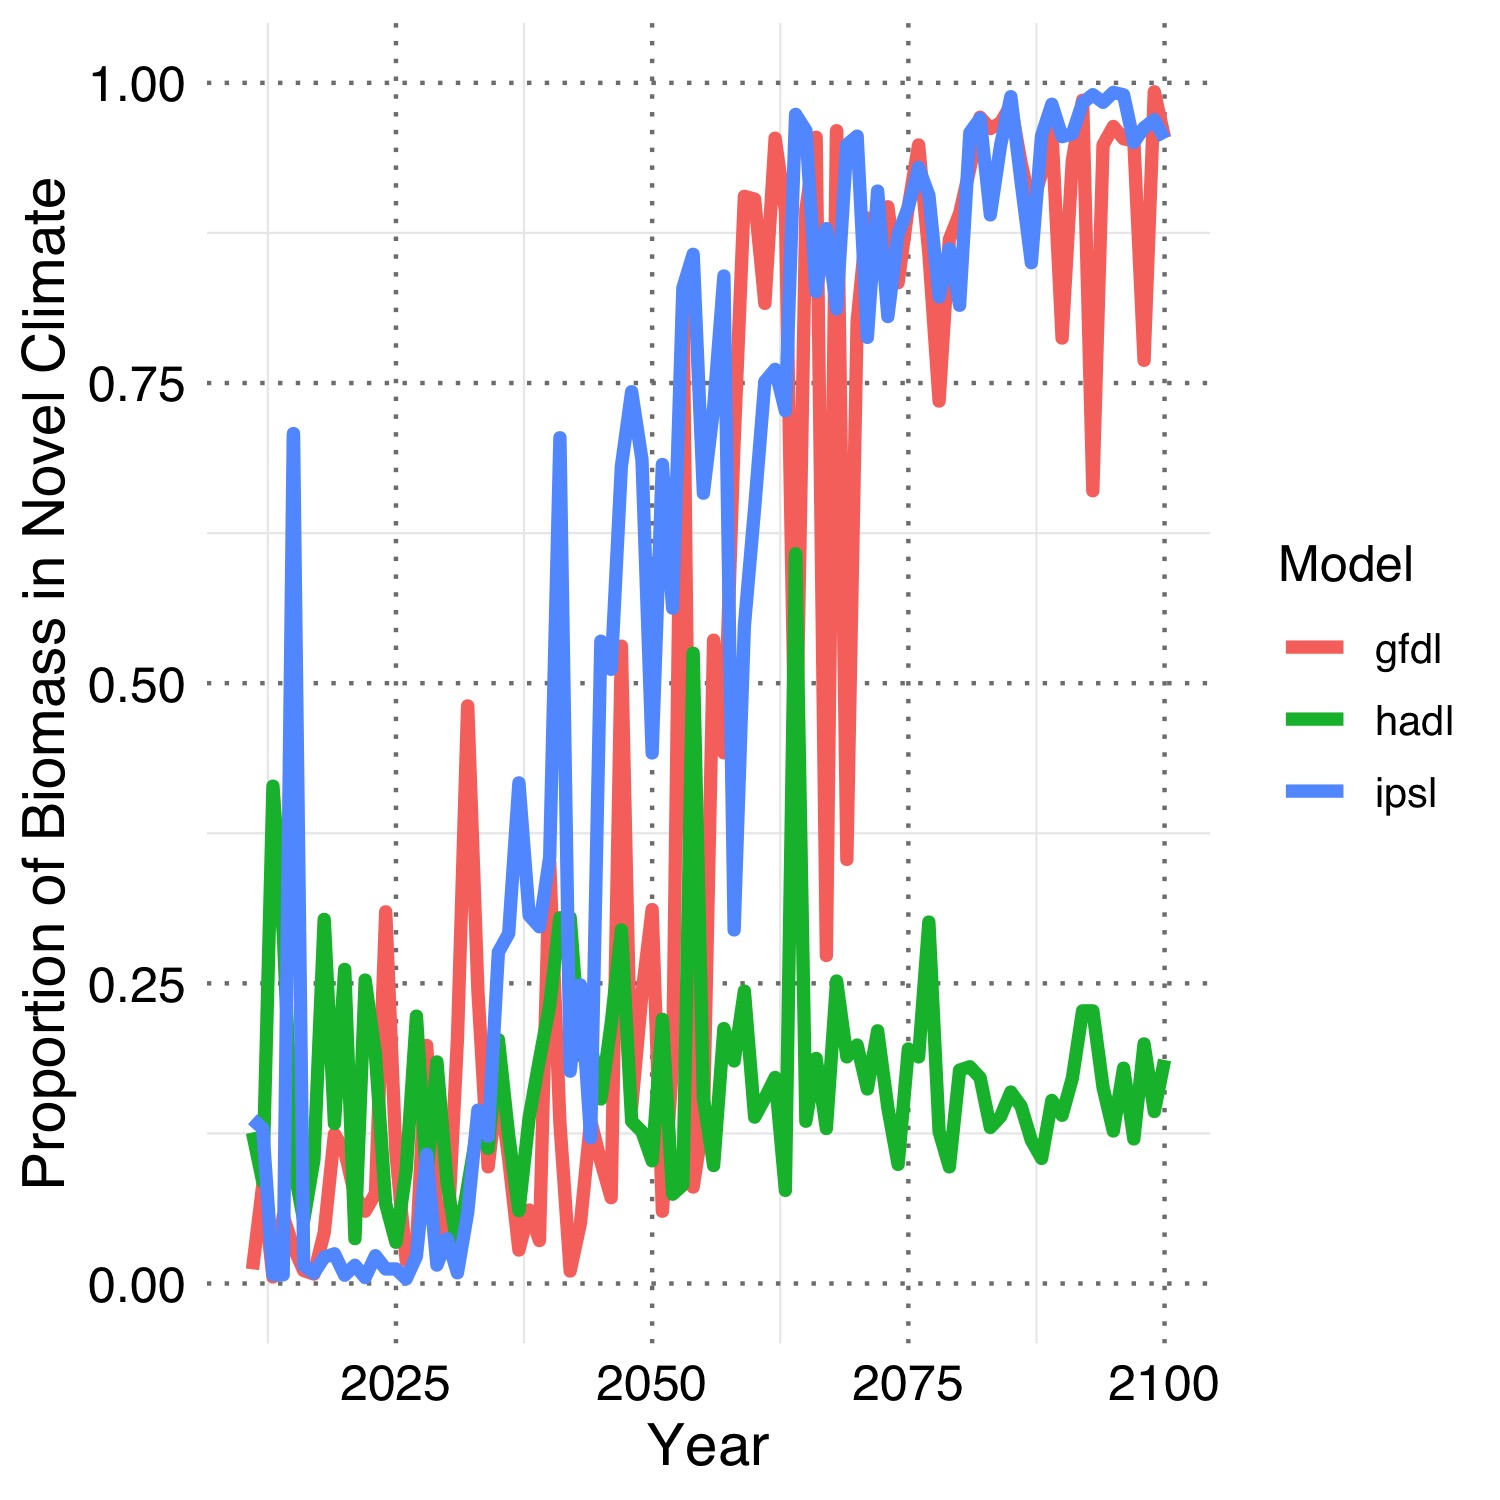 Proportion of Biomass in Novel Climate
1.00
0.75
0.50
0.25
0.00
2025 2050 2075 2100
Year
Model
gfdl
hadl
ipsl